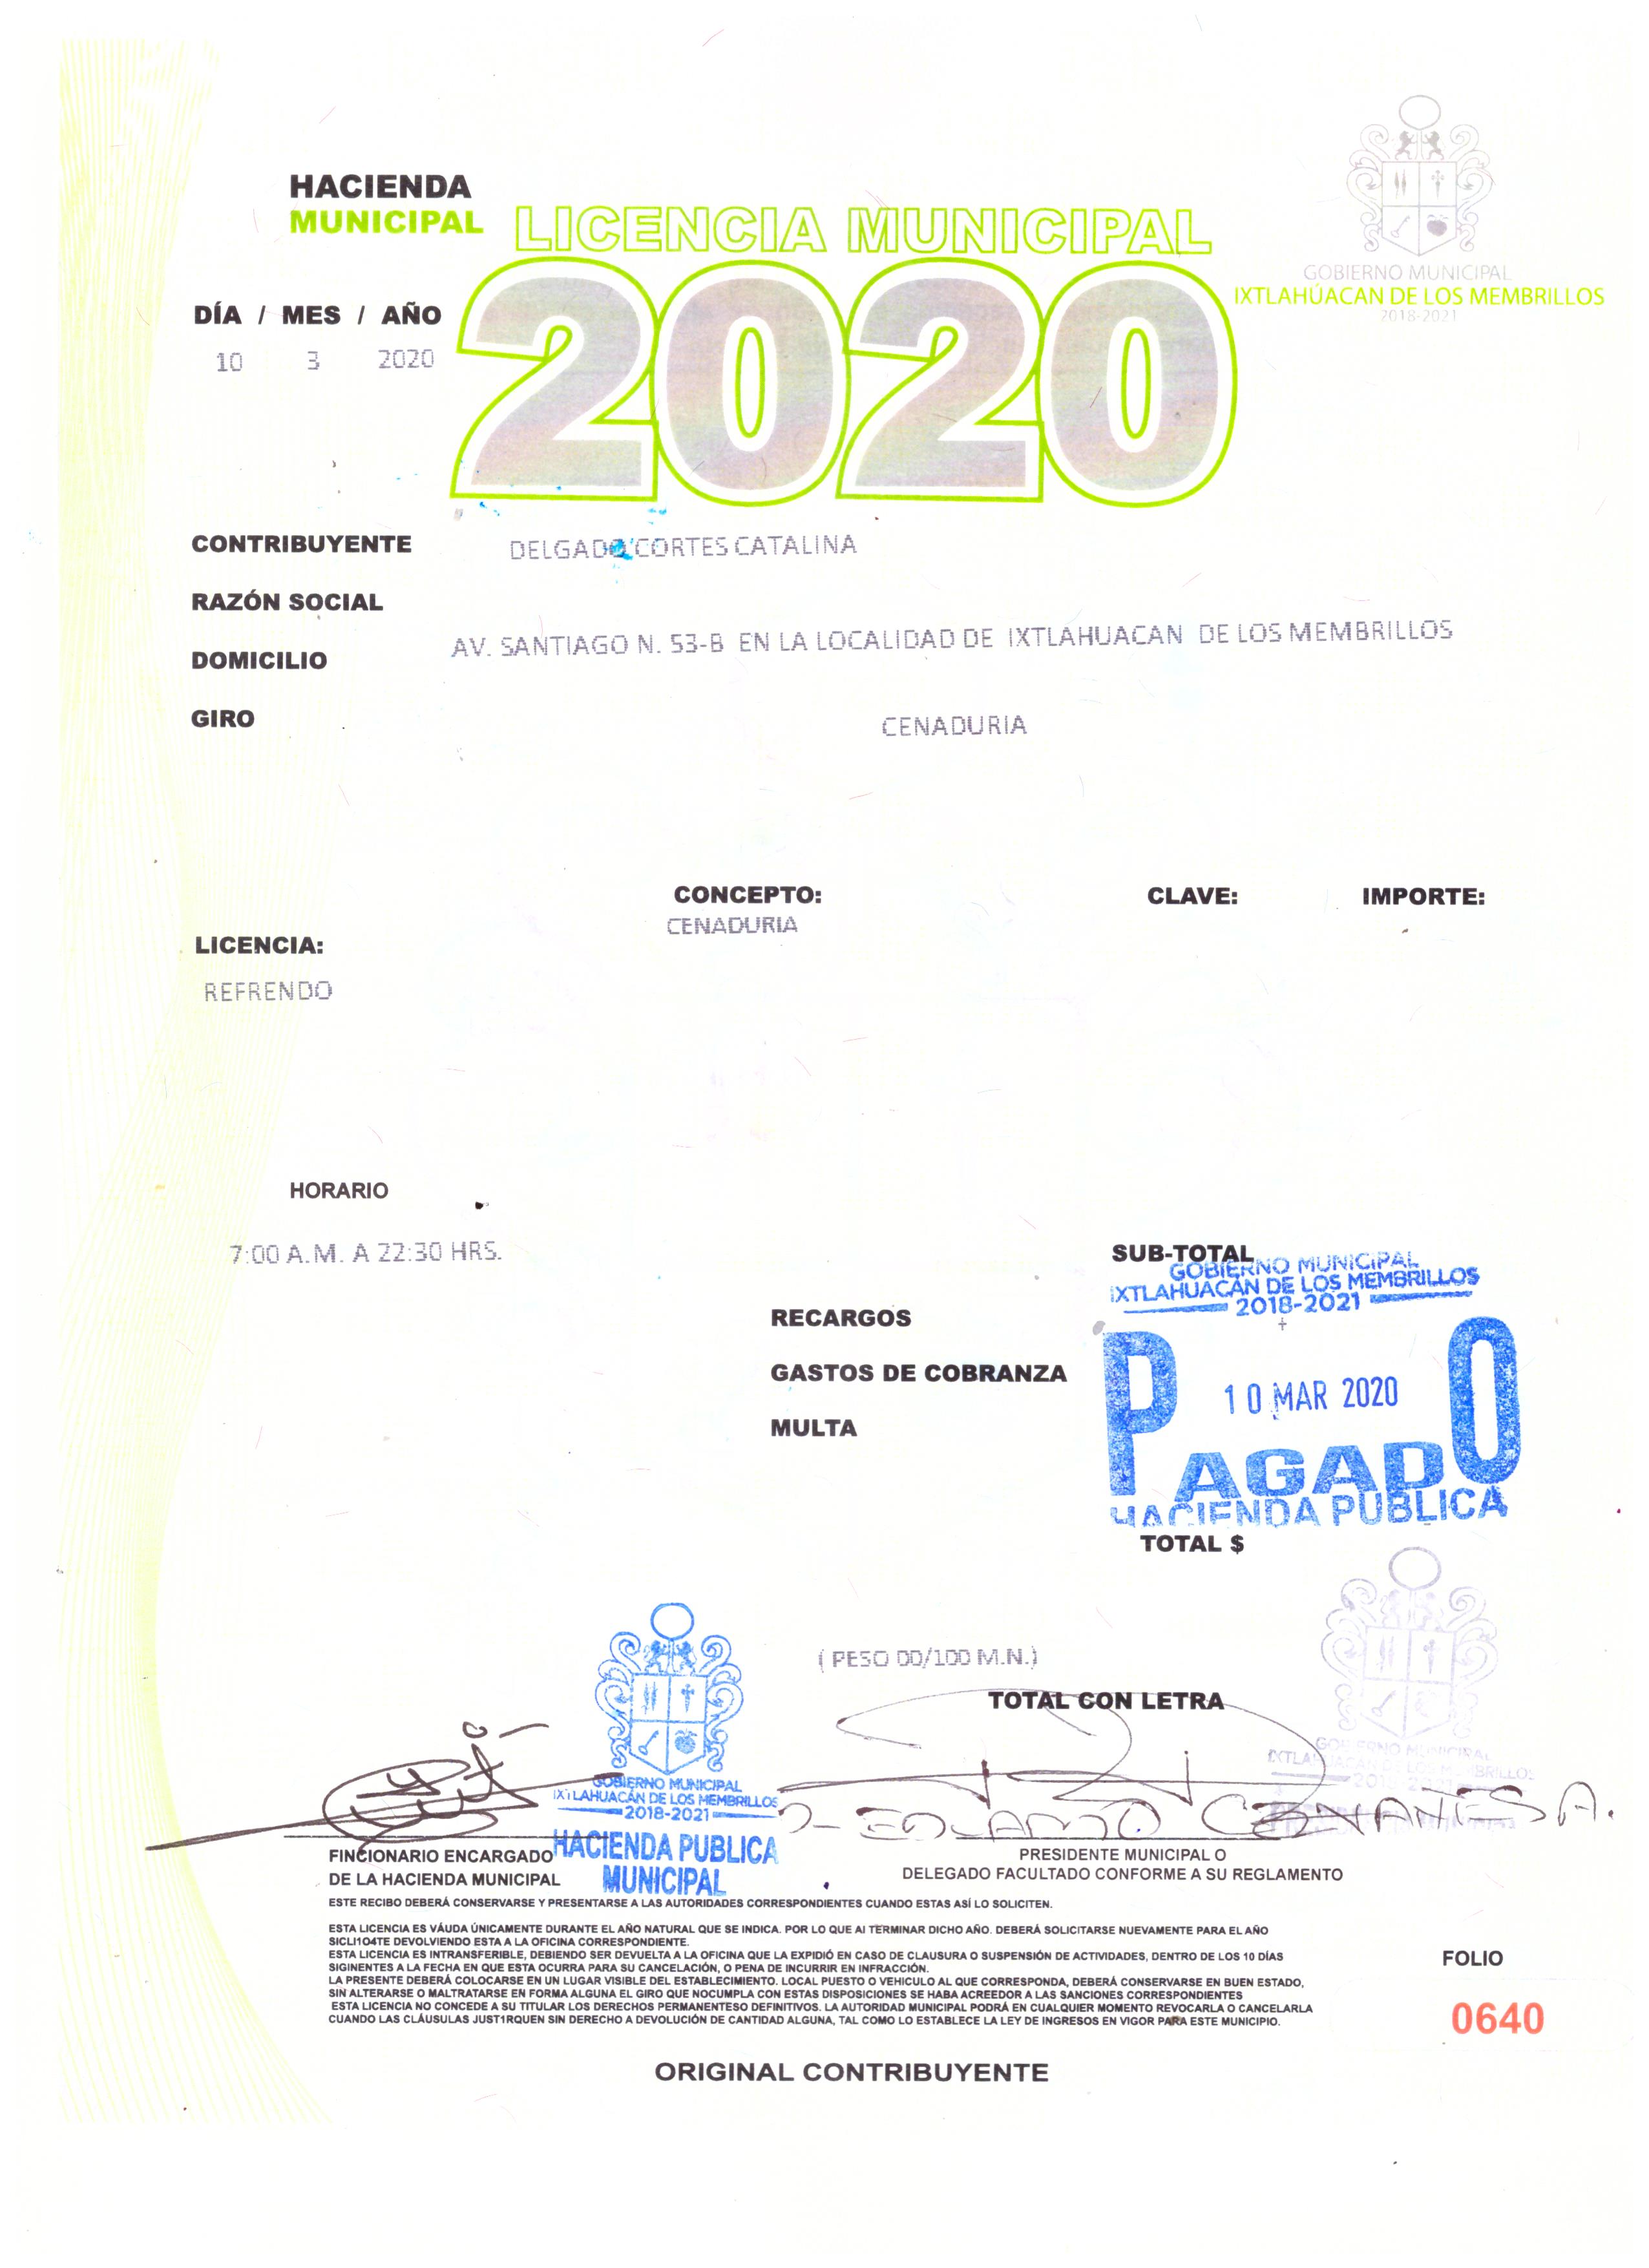 HACIENDA
MUNICIPAL
LICENCIA MUNICIPAL
2020
GOBIERNO MUNICIPAL
IXTLAHÚACAN DE LOS MEMBRILLOS
2018-2021
DÍA / MES / AÑO
10 3 2020
CONTRIBUYENTE DELGADO CORTES CATALINA
RAZÓN SOCIAL
DOMICILIO AV. SANTIAGO N. 53-B EN LA LOCALIDAD DE IXTLAHUACAN DE LOS MEMBRILLOS
GIRO CENADURIA
CONCEPTO: CLAVE: IMPORTE:
CENADURIA
LICENCIA:
REFRENDO
HORARIO
7:00 A.M. A 22:30 HRS.
SUB-TOTAL
GOBIERNO MUNICIPAL
IXTLAHUACÁN DE LOS MEMBRILLOS
2018-2021
RECARGOS
GASTOS DE COBRANZA
MULTA
10 MAR 2020
PAGADO
HACIENDA PUBLICA
TOTAL $
( PESO 00/100 M.N.)
TOTAL CON LETRA
GOBIERNO MUNICIPAL
IXTLAHUACÁN DE LOS MEMBRILLOS
2018-2021
HACIENDA PUBLICA
MUNICIPAL
GOBIERNO MUNICIPAL
IXTLAHUACAN DE LOS MEMBRILLOS
2018-2021
EDUARDO CERVANTES A.
FINCIONARIO ENCARGADO
DE LA HACIENDA MUNICIPAL
PRESIDENTE MUNICIPAL O
DELEGADO FACULTADO CONFORME A SU REGLAMENTO
ESTE RECIBO DEBERÁ CONSERVARSE Y PRESENTARSE A LAS AUTORIDADES CORRESPONDIENTES CUANDO ESTAS ASÍ LO SOLICITEN.
ESTA LICENCIA ES VÁUDA ÚNICAMENTE DURANTE EL AÑO NATURAL QUE SE INDICA. POR LO QUE AI TERMINAR DICHO AÑO. DEBERÁ SOLICITARSE NUEVAMENTE PARA EL AÑO
SICLI1O4TE DEVOLVIENDO ESTA A LA OFICINA CORRESPONDIENTE.
ESTA LICENCIA ES INTRANSFERIBLE, DEBIENDO SER DEVUELTA A LA OFICINA QUE LA EXPIDIÓ EN CASO DE CLAUSURA O SUSPENSIÓN DE ACTIVIDADES, DENTRO DE LOS 10 DÍAS
SIGINENTES A LA FECHA EN QUE ESTA OCURRA PARA SU CANCELACIÓN, O PENA DE INCURRIR EN INFRACCIÓN.
LA PRESENTE DEBERÁ COLOCARSE EN UN LUGAR VISIBLE DEL ESTABLECIMIENTO. LOCAL PUESTO O VEHICULO AL QUE CORRESPONDA, DEBERÁ CONSERVARSE EN BUEN ESTADO,
SIN ALTERARSE O MALTRATARSE EN FORMA ALGUNA EL GIRO QUE NOCUMPLA CON ESTAS DISPOSICIONES SE HABA ACREEDOR A LAS SANCIONES CORRESPONDIENTES
ESTA LICENCIA NO CONCEDE A SU TITULAR LOS DERECHOS PERMANENTESO DEFINITIVOS. LA AUTORIDAD MUNICIPAL PODRÁ EN CUALQUIER MOMENTO REVOCARLA O CANCELARLA
CUANDO LAS CLÁUSULAS JUST1RQUEN SIN DERECHO A DEVOLUCIÓN DE CANTIDAD ALGUNA, TAL COMO LO ESTABLECE LA LEY DE INGRESOS EN VIGOR PARA ESTE MUNICIPIO.
FOLIO
0640
ORIGINAL CONTRIBUYENTE